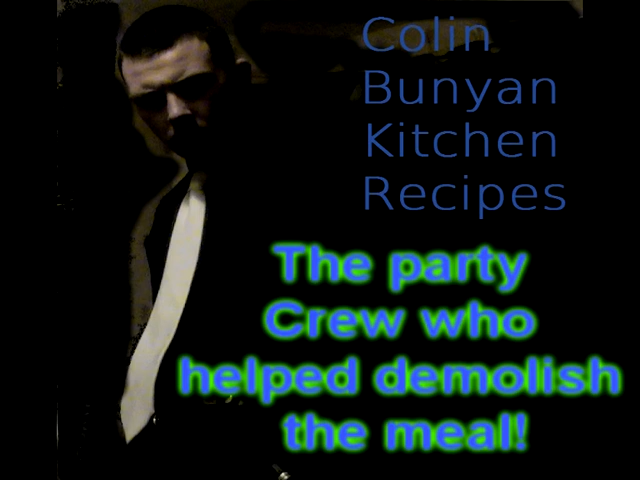 Colin
Bunyan
Kitchen
Recipes
The party
Crew who
helped demolish
the meal!